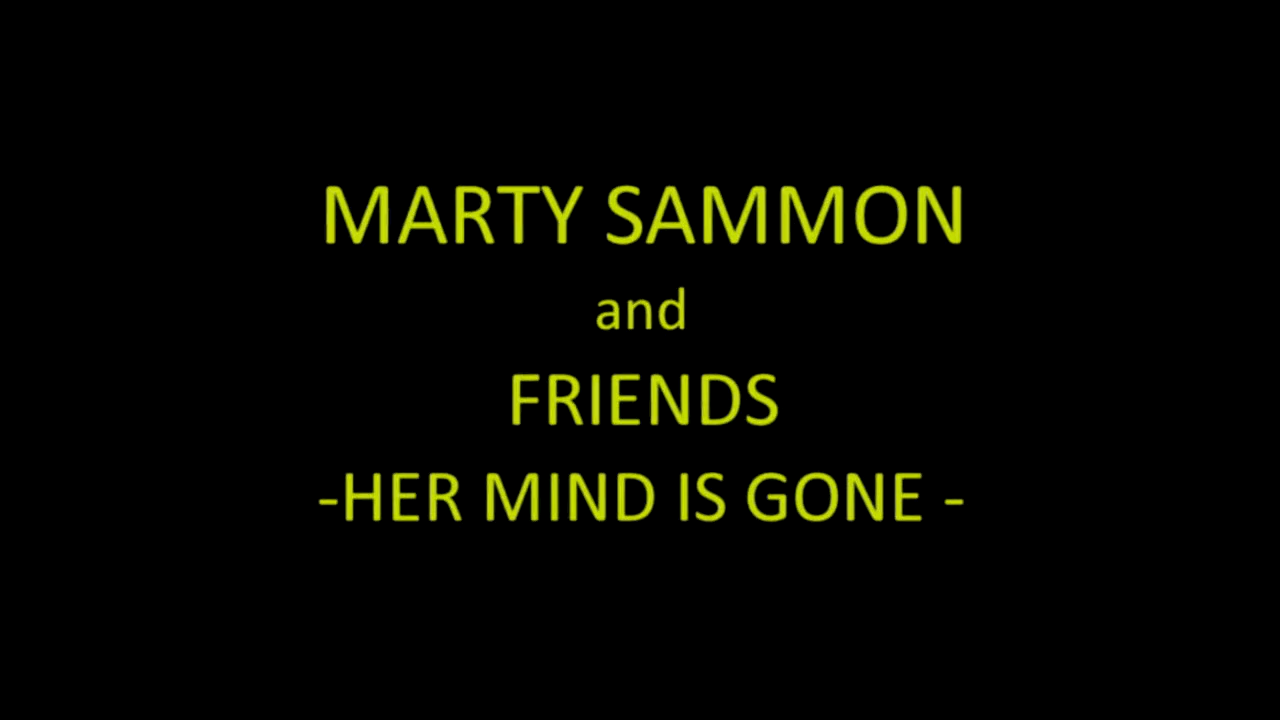 MARTY SAMMON
and
FRIENDS
-HER MIND IS GONE -